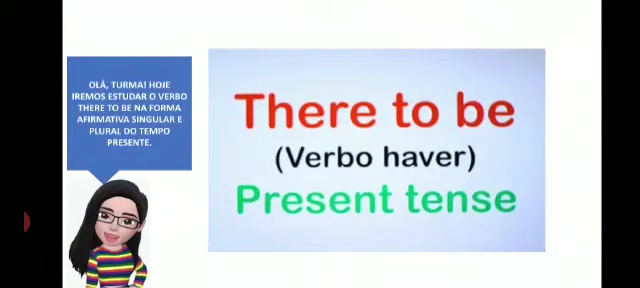 OLÁ, TURMA! HOJE
IREMOS ESTUDAR O VERBO
THERE TO BE NA FORMA
AFIRMATIVA SINGULAR E
PLURAL DO TEMPO
PRESENTE.
There to be
(Verbo haver)
Present tense